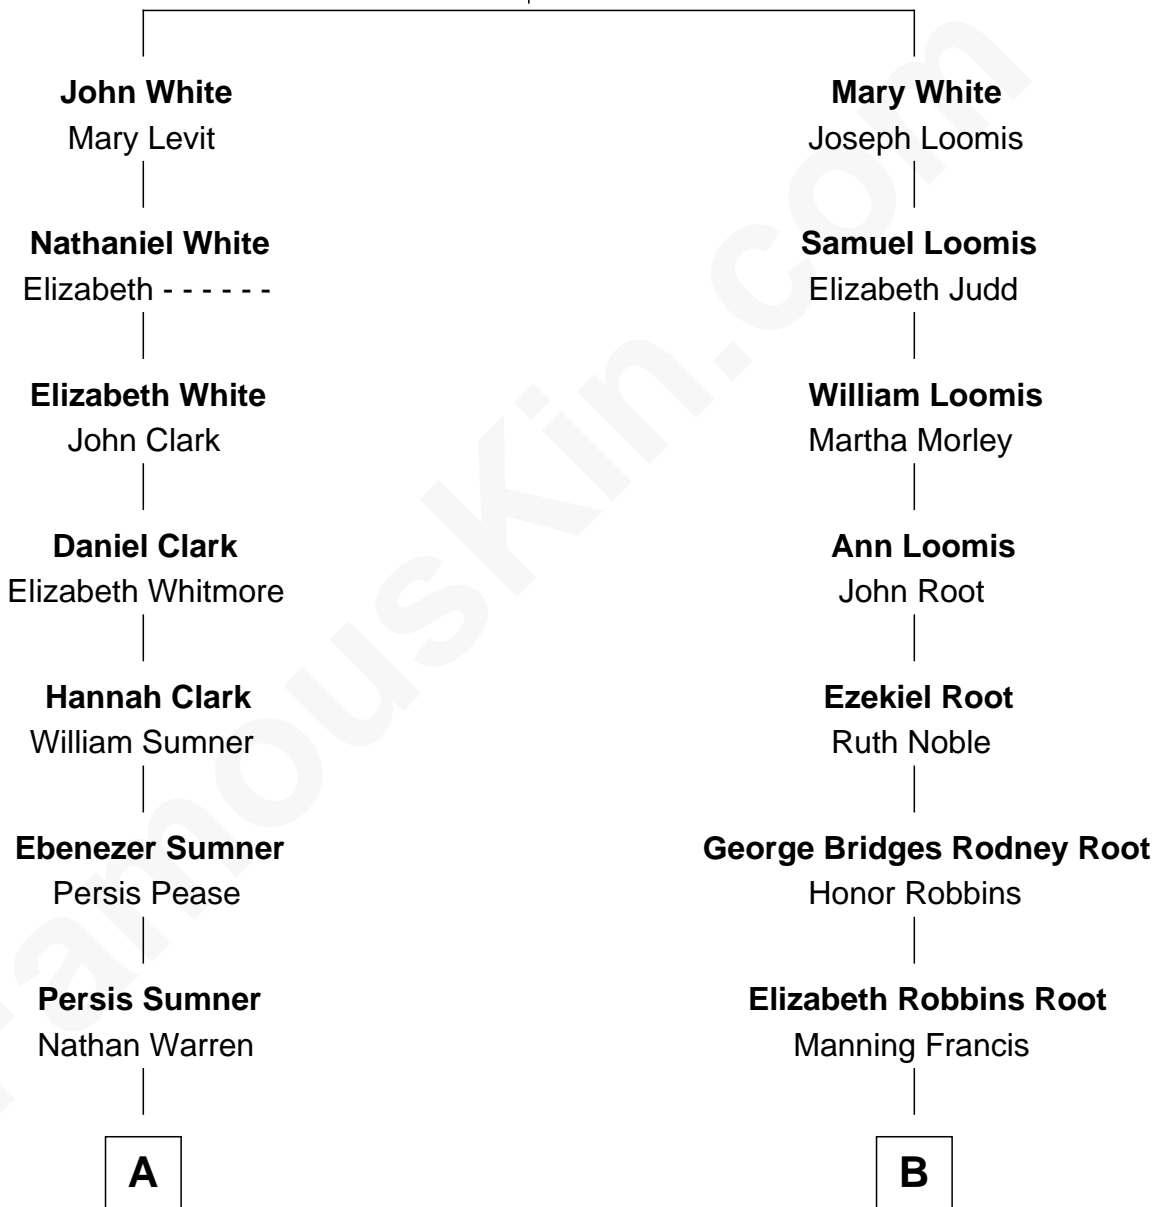 John White
Mary Levit
Nathaniel White
Elizabeth - - - - - -
Elizabeth White
John Clark
Daniel Clark
Elizabeth Whitmore
Hannah Clark
William Sumner
Ebenezer Sumner
Persis Pease
Persis Sumner
Nathan Warren
A
Mary White
Joseph Loomis
Samuel Loomis
Elizabeth Judd
William Loomis
Martha Morley
Ann Loomis
John Root
Ezekiel Root
Ruth Noble
George Bridges Rodney Root
Honor Robbins
Elizabeth Robbins Root
Manning Francis
B
FamousKin.com